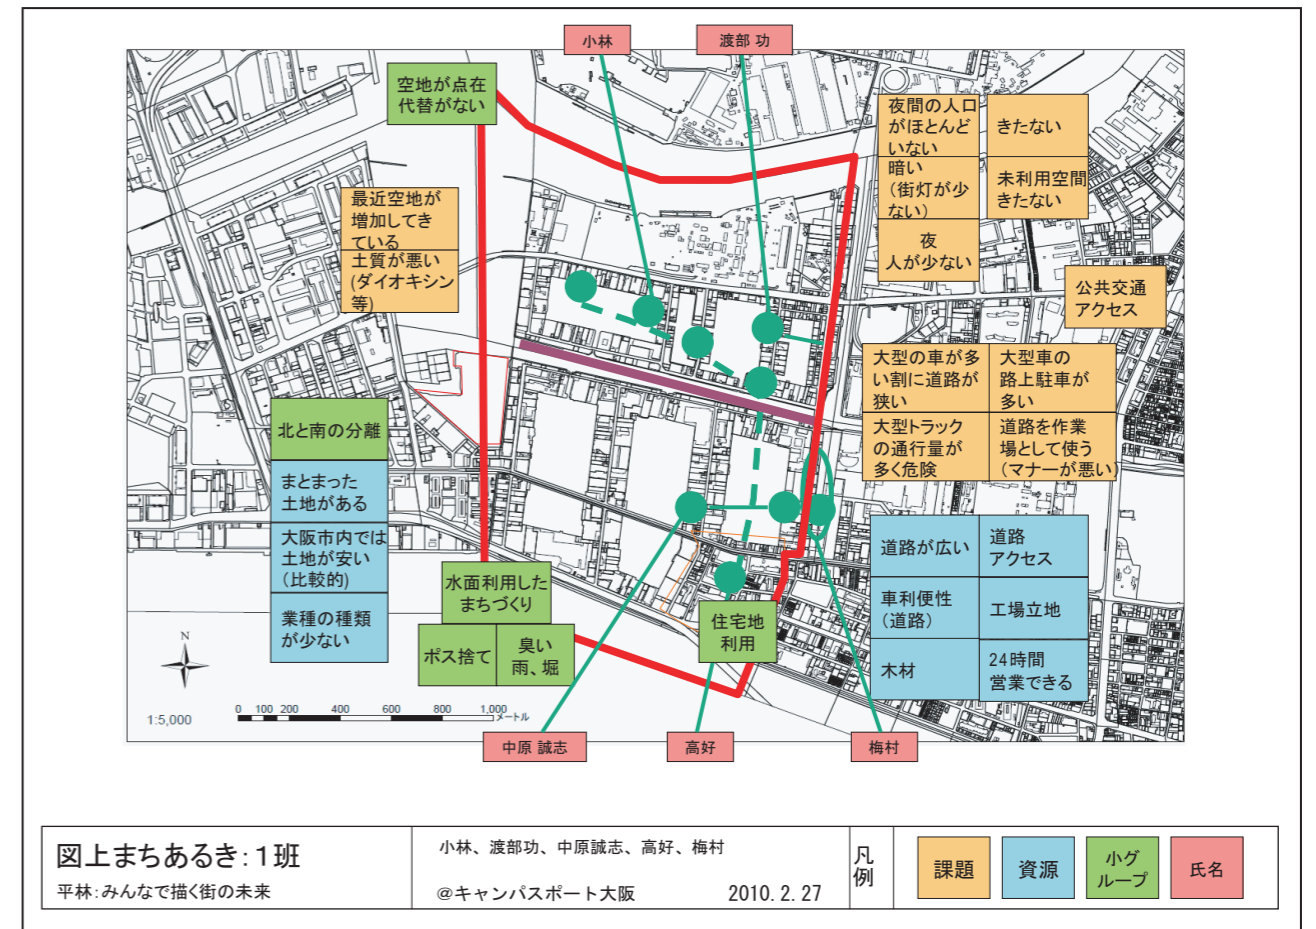 小林
渡部 功
空地が点在
代替がない
夜間の人口
がほとんど
いない
きたない
暗い
(街灯が少
ない)
未利用空間
きたない
夜
人が少ない
最近空地が
増加してき
ている
土質が悪い
(ダイオキシン
等)
公共交通
アクセス
大型の車が多
い割に道路が
狭い
大型車の
路上駐車が
多い
大型トラック
の通行量が
多く危険
道路を作業
場として使う
(マナーが悪い)
北と南の分離
まとまった
土地がある
大阪市内では
土地が安い
(比較的)
業種の種類
が少ない
水面利用した
まちづくり
ポス捨て
臭い
雨、堀
住宅地
利用
道路が広い
道路
アクセス
車利便性
(道路)
工場立地
木材
24時間
営業できる
N
1:5,000
0 100 200 400 600 800 1,000
メートル
中原 誠志
高好
梅村
図上まちあるき:1班
平林:みんなで描く街の未来
小林、渡部功、中原誠志、高好、梅村
@キャンパスポート大阪 2010.2.27
凡例
課題
資源
小グ
ループ
氏名